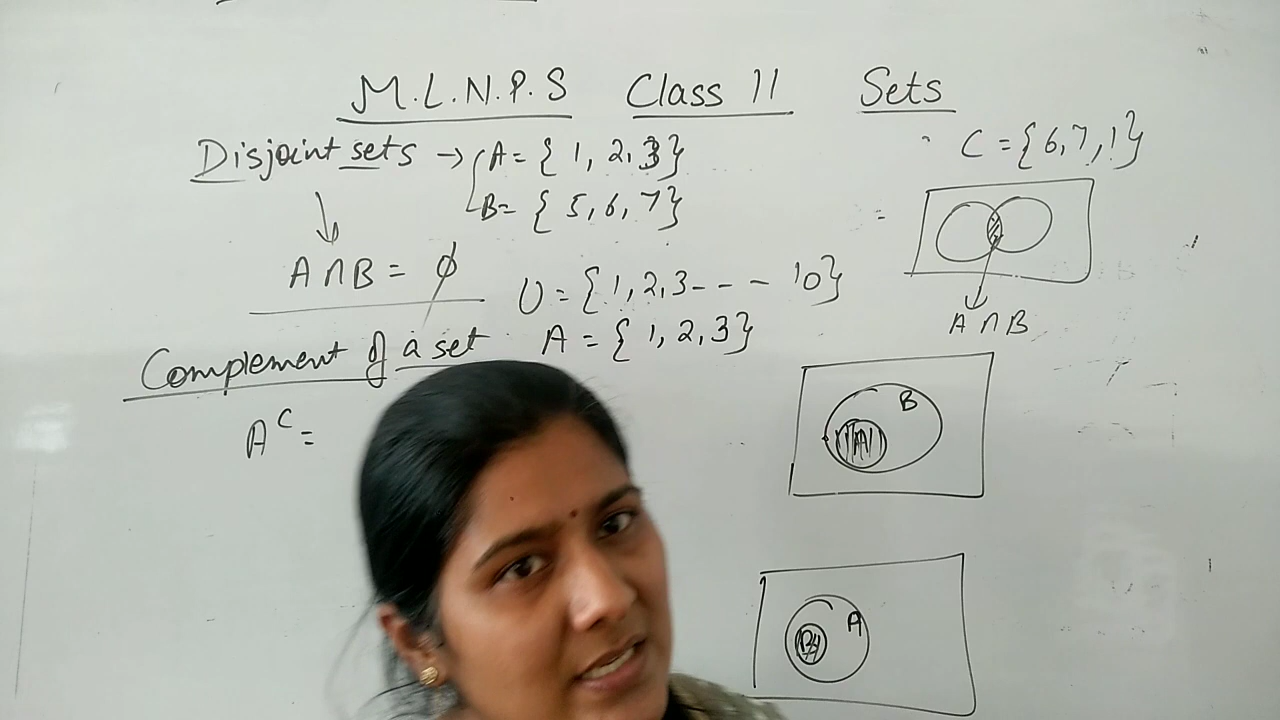 M.L.N.P.S Class 11 Sets
Disjoint sets → A = { 1, 2, 3}
B = { 5, 6, 7}
C = {6, 7, 1}
A ∩ B = ϕ
U = {1, 2, 3 - - - 10}
A ∩ B
Complement of a set A = { 1, 2, 3}
Aᶜ =
B
A
A
B